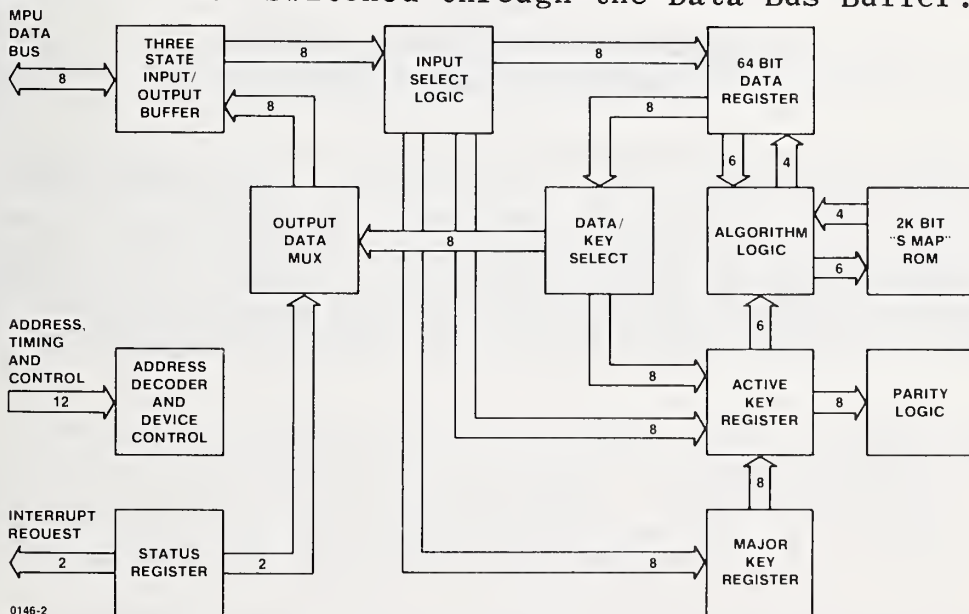 Switched through the Data Bus Buffer.
MPU
DATA
BUS
8
THREE
STATE
INPUT/
OUTPUT
BUFFER
8
8
INPUT
SELECT
LOGIC
8
64 BIT
DATA
REGISTER
8
6
4
OUTPUT
DATA
MUX
8
DATA/
KEY
SELECT
ALGORITHM
LOGIC
4
6
2K BIT
"S MAP"
ROM
6
ADDRESS,
TIMING
AND
CONTROL
12
ADDRESS
DECODER
AND
DEVICE
CONTROL
8
8
ACTIVE
KEY
REGISTER
8
PARITY
LOGIC
8
INTERRUPT
REQUEST
2
STATUS
REGISTER
2
8
MAJOR
KEY
REGISTER
0146-2